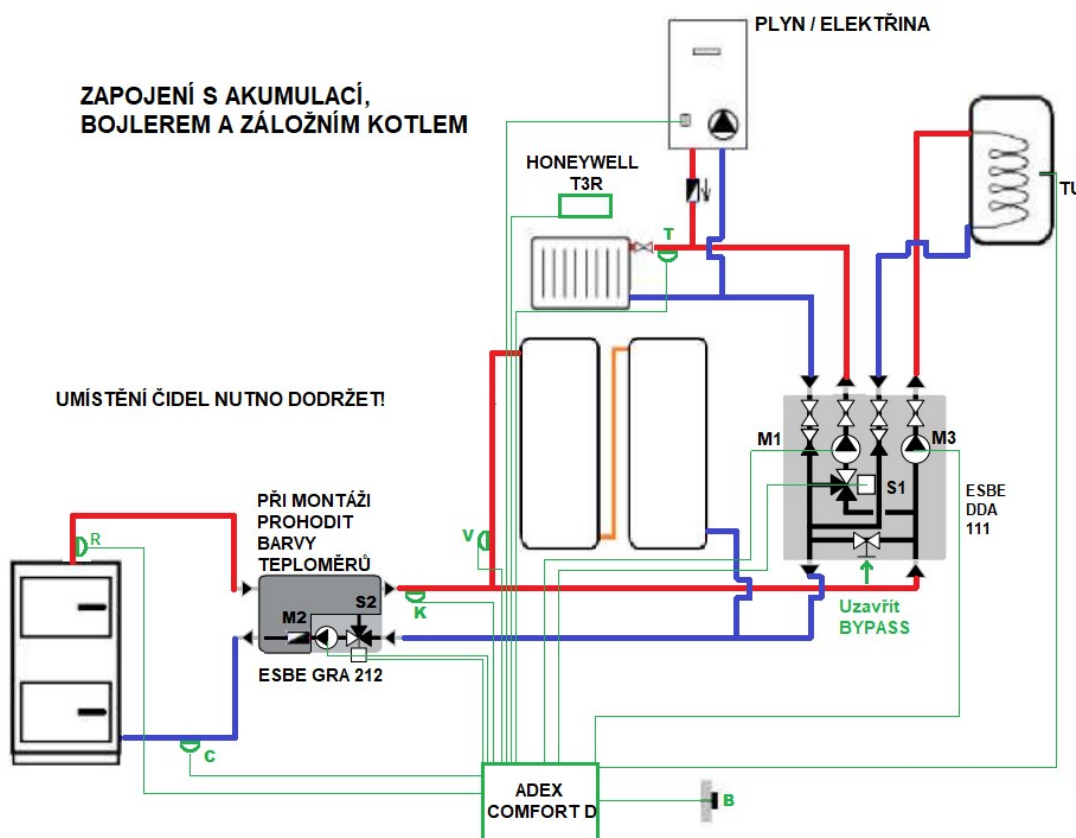 PLYN / ELEKTŘINA
ZAPOJENÍ S AKUMULACÍ,
BOJLEREM A ZÁLOŽNÍM KOTLEM
HONEYWELL
T3R
T
TU
UMÍSTĚNÍ ČIDEL NUTNO DODRŽET!
M1
M3
S1
ESBE
DDA
111
PŘI MONTÁŽI
PROHODIT
BARVY
TEPLOMĚRŮ
R
V
K
S2
M2
Uzavřít
BYPASS
ESBE GRA 212
C
ADEX
COMFORT D
B